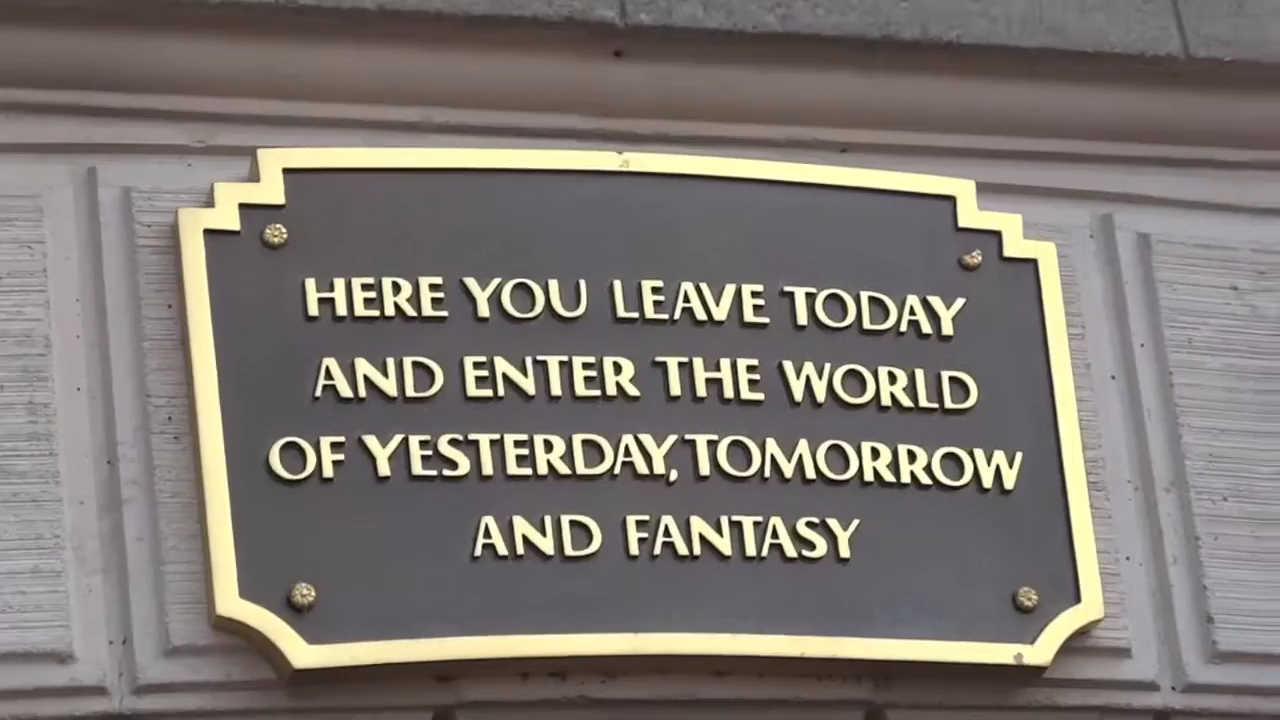 HERE YOU LEAVE TODAY
AND ENTER THE WORLD
OF YESTERDAY, TOMORROW
AND FANTASY